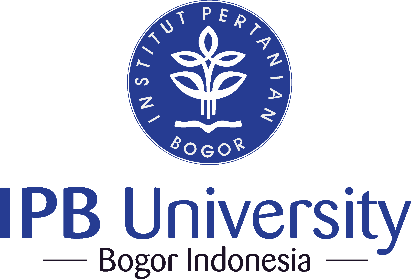 INSTITUT PERTANIAN
BOGOR
IPB University
Bogor Indonesia